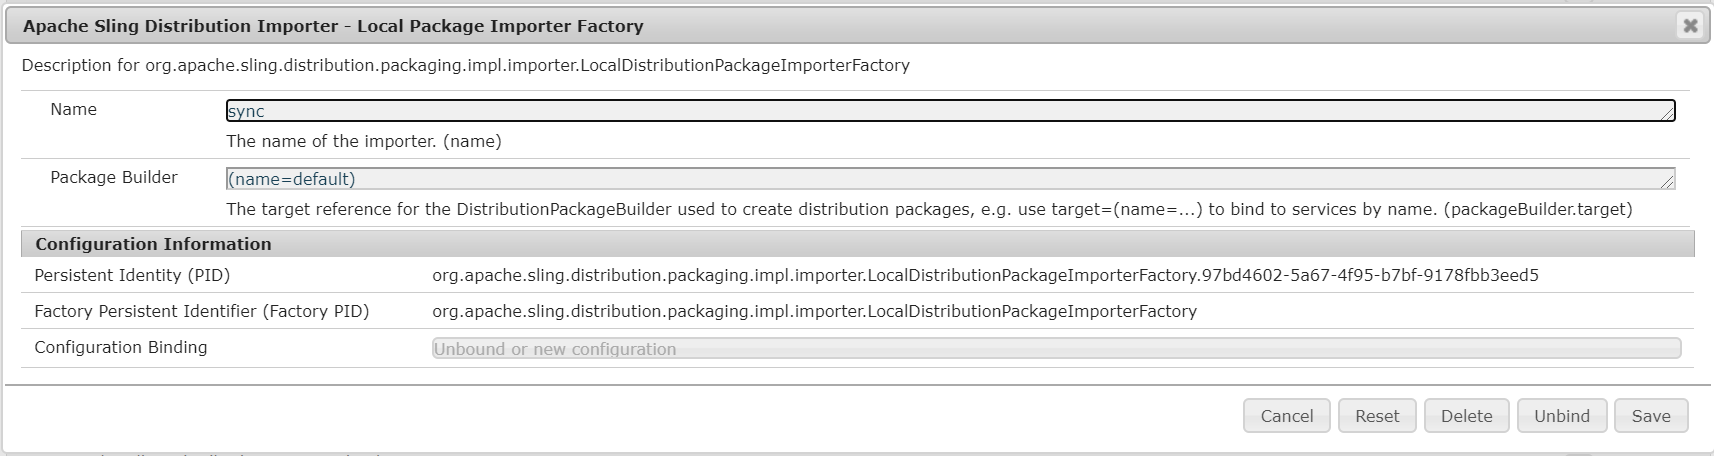 Apache Sling Distribution Importer - Local Package Importer Factory
Description for org.apache.sling.distribution.packaging.impl.importer.LocalDistributionPackageImporterFactory
Name
sync
The name of the importer. (name)
Package Builder
(name=default)
The target reference for the DistributionPackageBuilder used to create distribution packages, e.g. use target=(name=...) to bind to services by name. (packageBuilder.target)
Configuration Information
Persistent Identity (PID) org.apache.sling.distribution.packaging.impl.importer.LocalDistributionPackageImporterFactory.97bd4602-5a67-4f95-b7bf-9178fbb3eed5
Factory Persistent Identifier (Factory PID) org.apache.sling.distribution.packaging.impl.importer.LocalDistributionPackageImporterFactory
Configuration Binding Unbound or new configuration
Cancel Reset Delete Unbind Save